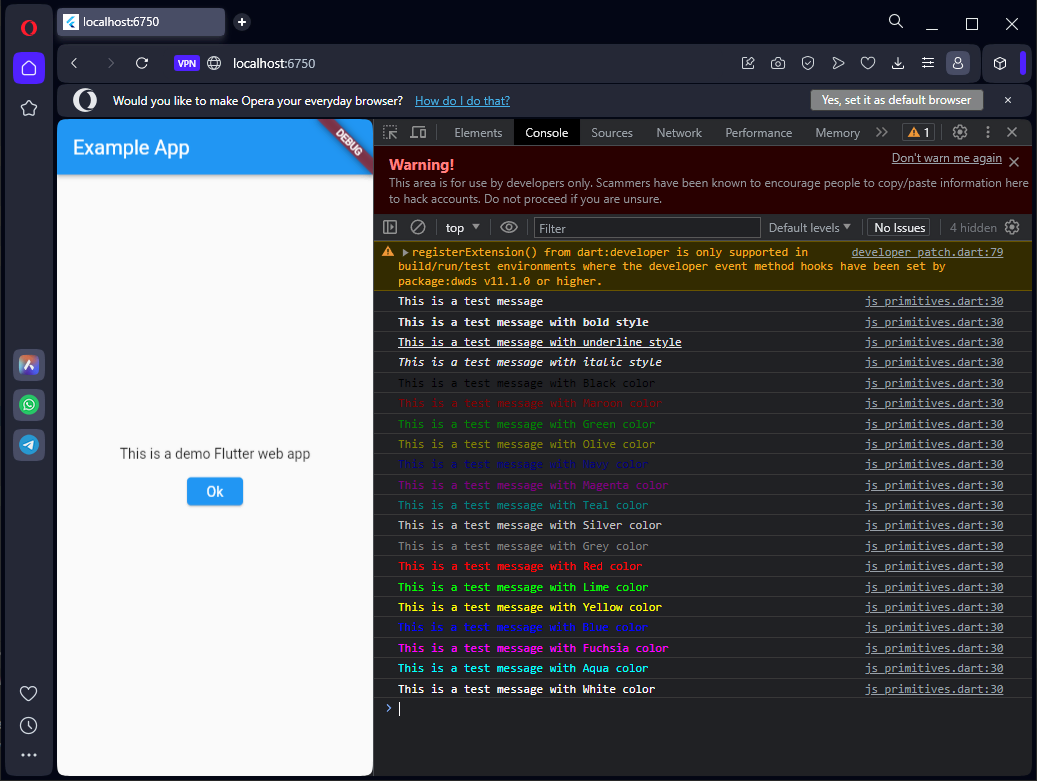 localhost:6750
VPN
localhost:6750
Would you like to make Opera your everyday browser? How do I do that? Yes, set it as default browser
Example App
DEBUG
This is a demo Flutter web app
Ok
Elements Console Sources Network Performance Memory 1
Warning! Don't warn me again
This area is for use by developers only. Scammers have been known to encourage people to copy/paste information here
to hack accounts. Do not proceed if you are unsure.
top Filter Default levels No Issues 4 hidden
registerExtension() from dart:developer is only supported in developer_patch.dart:79
build/run/test environments where the developer event method hooks have been set by
package:dwds v11.1.0 or higher.
This is a test message js_primitives.dart:30
This is a test message with bold style js_primitives.dart:30
This is a test message with underline style js_primitives.dart:30
This is a test message with italic style js_primitives.dart:30
This is a test message with Black color js_primitives.dart:30
This is a test message with Maroon color js_primitives.dart:30
This is a test message with Green color js_primitives.dart:30
This is a test message with Olive color js_primitives.dart:30
This is a test message with Navy color js_primitives.dart:30
This is a test message with Magenta color js_primitives.dart:30
This is a test message with Teal color js_primitives.dart:30
This is a test message with Silver color js_primitives.dart:30
This is a test message with Grey color js_primitives.dart:30
This is a test message with Red color js_primitives.dart:30
This is a test message with Lime color js_primitives.dart:30
This is a test message with Yellow color js_primitives.dart:30
This is a test message with Blue color js_primitives.dart:30
This is a test message with Fuchsia color js_primitives.dart:30
This is a test message with Aqua color js_primitives.dart:30
This is a test message with White color js_primitives.dart:30